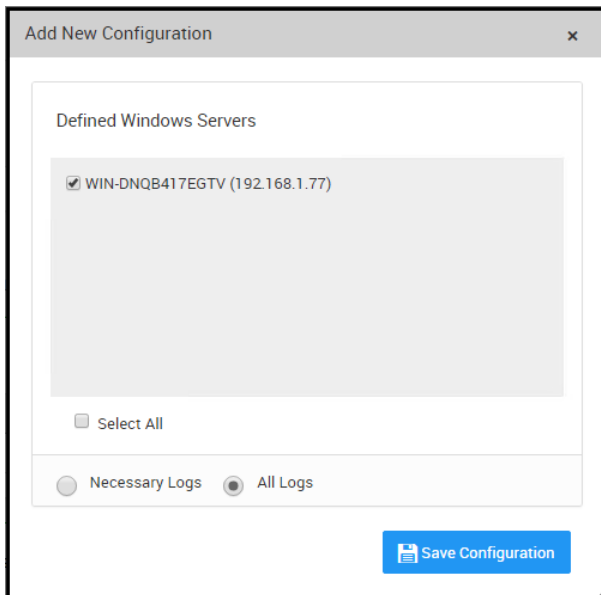 Add New Configuration ×
Defined Windows Servers
WIN-DNQB417EGTV (192.168.1.77)
Select All
Necessary Logs All Logs
Save Configuration